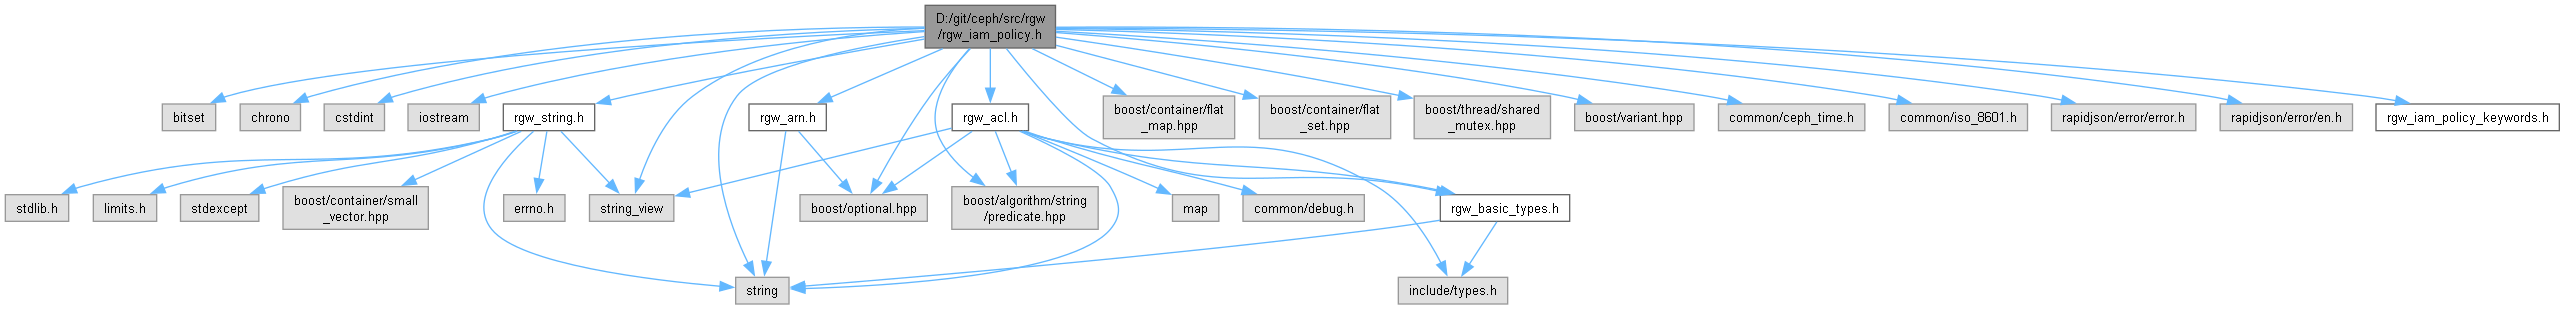 D:/git/ceph/src/rgw
/rgw_iam_policy.h
bitset
chrono
cstdint
iostream
rgw_string.h
rgw_arn.h
rgw_acl.h
boost/container/flat
_map.hpp
boost/container/flat
_set.hpp
boost/thread/shared
_mutex.hpp
boost/variant.hpp
common/ceph_time.h
common/iso_8601.h
rapidjson/error/error.h
rapidjson/error/en.h
rgw_iam_policy_keywords.h
stdlib.h
limits.h
stdexcept
boost/container/small
_vector.hpp
errno.h
string_view
boost/optional.hpp
boost/algorithm/string
/predicate.hpp
map
common/debug.h
rgw_basic_types.h
string
include/types.h